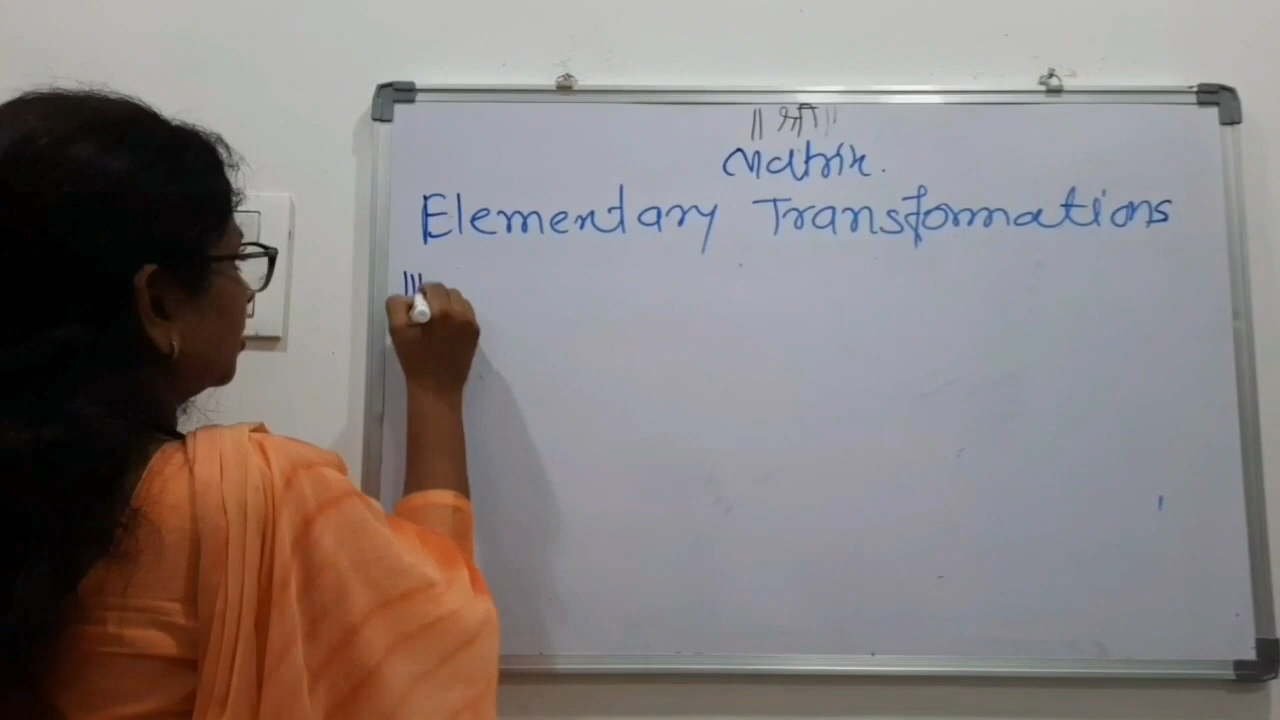 ॥ श्री ॥
Matrix.
Elementary Transformations